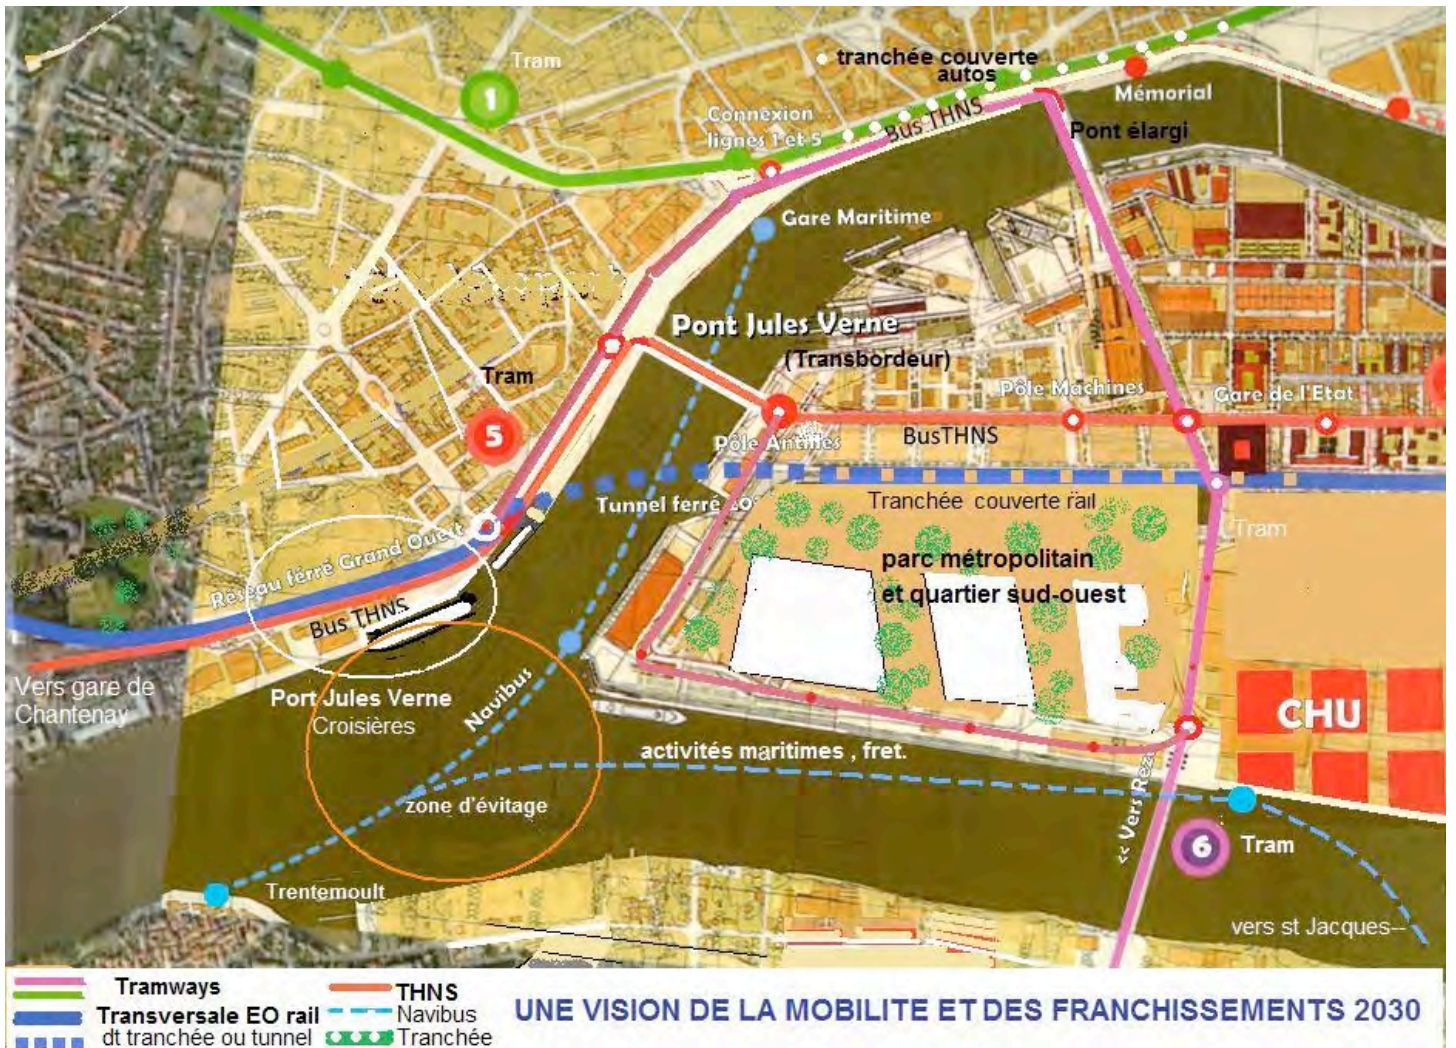 Tram
1
tranchée couverte
autos
Connexion
lignes 1 et 5
Bus THNS
Mémorial
Pont élargi
Gare Maritime
Pont Jules Verne
(Transbordeur)
Tram
5
Pôle Machines
Gare de l'Etat
Pôle Antilles
BusTHNS
Tunnel ferré EO
Tranchée couverte rail
Tram
Réseau ferré Grand Ouest
parc métropolitain
et quartier sud-ouest
Bus THNS
Vers gare de
Chantenay
Port Jules Verne
Croisières
Navibus
CHU
activités maritimes , fret.
zone d'évitage
<< Vers Rezé
6
Tram
Trentemoult
vers st Jacques--
Tramways
THNS
Transversale EO rail
Navibus
dt tranchée ou tunnel
Tranchée
UNE VISION DE LA MOBILITE ET DES FRANCHISSEMENTS 2030